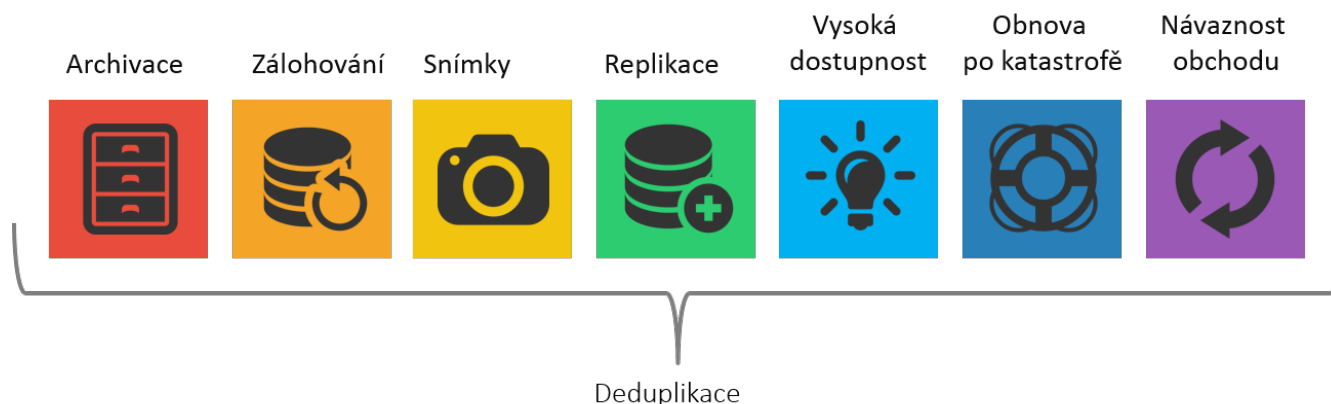 Archivace
Zálohování
Snímky
Replikace
Vysoká
dostupnost
Obnova
po katastrofě
Návaznost
obchodu
Deduplikace